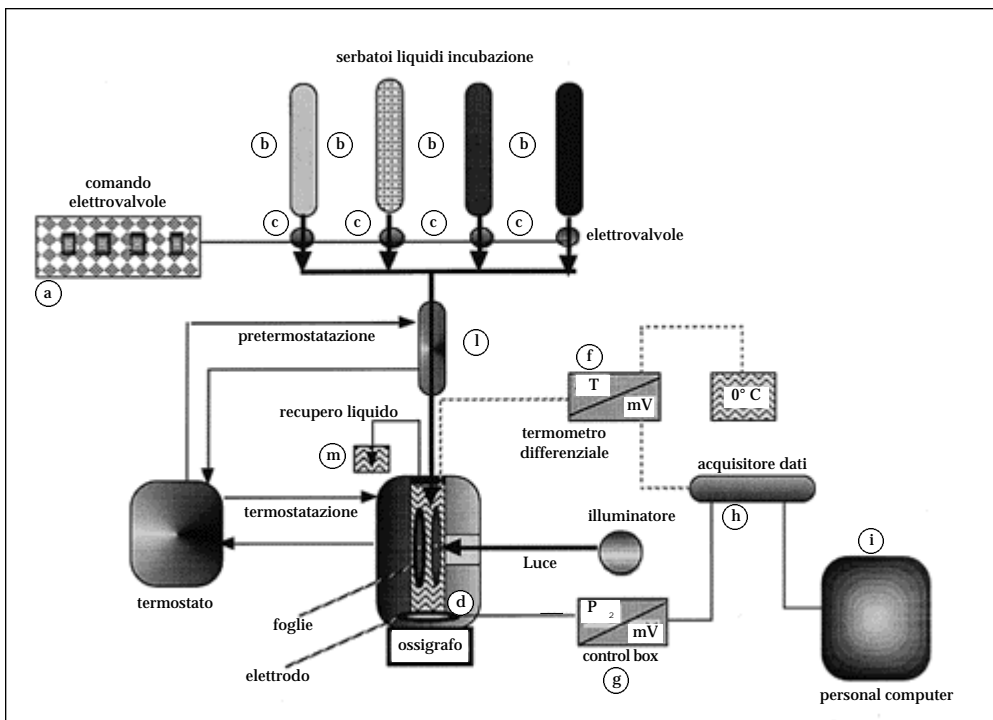 serbatoi liquidi incubazione
b b b b
comando
elettrovalvole
c c c c
elettrovalvole
a
pretermostatazione
l
f
T
mV
0° C
recupero liquido
termometro
differenziale
m
acquisitore dati
termostatazione
illuminatore
h
i
Luce
termostato
d
foglie
P 2
mV
ossigrafo
control box
elettrodo
g
personal computer